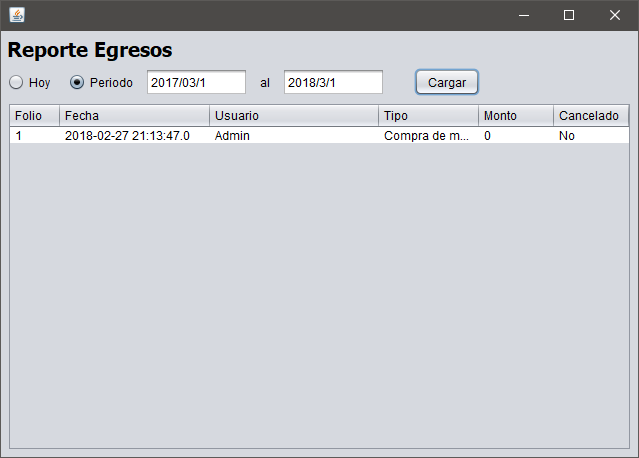 Reporte Egresos
Hoy Periodo 2017/03/1 al 2018/3/1 Cargar
Folio Fecha Usuario Tipo Monto Cancelado
1 2018-02-27 21:13:47.0 Admin Compra de m... 0 No